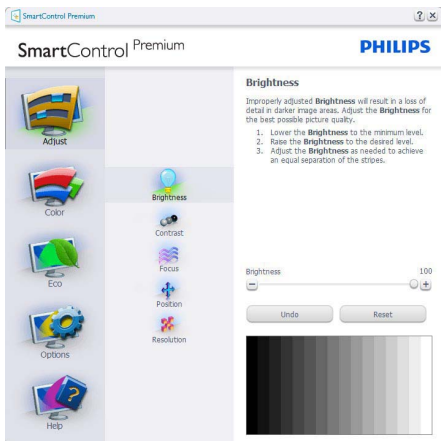 SmartControl Premium
SmartControl Premium
PHILIPS
Adjust
Color
Eco
Options
Help
Brightness
Contrast
Focus
Position
Resolution
Brightness
Improperly adjusted Brightness will result in a loss of
detail in darker image areas. Adjust the Brightness for
the best possible picture quality.
1. Lower the Brightness to the minimum level.
2. Raise the Brightness to the desired level.
3. Adjust the Brightness as needed to achieve
an equal separation of the stripes.
Brightness 100
Undo Reset